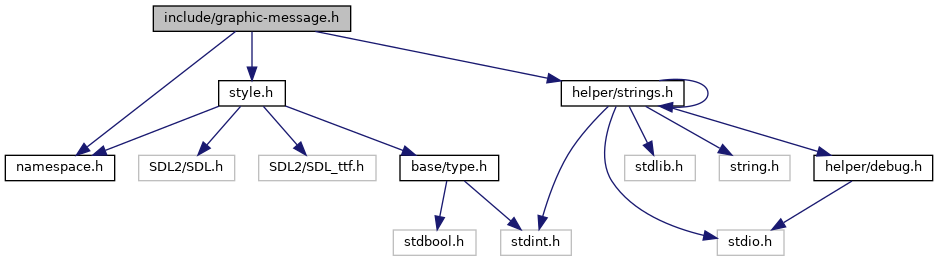 include/graphic-message.h
style.h
helper/strings.h
namespace.h
SDL2/SDL.h
SDL2/SDL_ttf.h
base/type.h
stdlib.h
string.h
helper/debug.h
stdbool.h
stdint.h
stdio.h